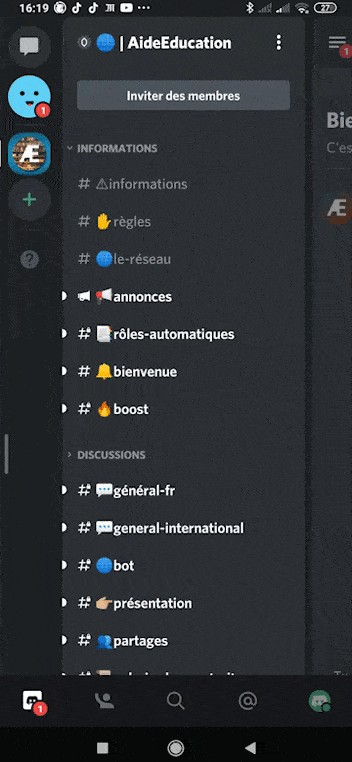 16:19
27
🌐 | AideEducation
Inviter des membres
INFORMATIONS
# ⚠informations
# ✋règles
# 🌐le-réseau
📢annonces
# 📑rôles-automatiques
# 🔔bienvenue
# 🔥boost
DISCUSSIONS
# 💬général-fr
# 💬general-international
# 🌐bot
# 👉présentation
# 👥partages
1
1
1
Bie
C'es
Æ
Æ